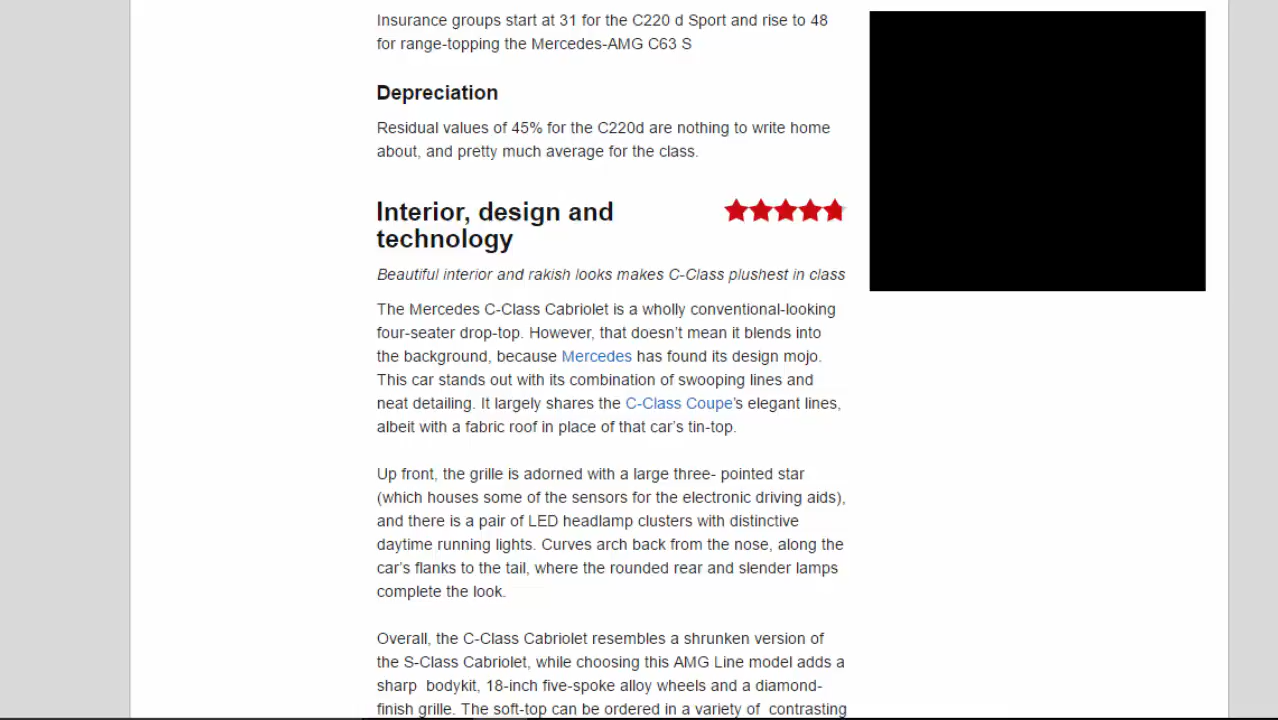 Insurance groups start at 31 for the C220 d Sport and rise to 48
for range-topping the Mercedes-AMG C63 S
Depreciation
Residual values of 45% for the C220d are nothing to write home
about, and pretty much average for the class.
Interior, design and
technology
Beautiful interior and rakish looks makes C-Class plushest in class
The Mercedes C-Class Cabriolet is a wholly conventional-looking
four-seater drop-top. However, that doesn’t mean it blends into
the background, because Mercedes has found its design mojo.
This car stands out with its combination of swooping lines and
neat detailing. It largely shares the C-Class Coupe’s elegant lines,
albeit with a fabric roof in place of that car’s tin-top.
Up front, the grille is adorned with a large three- pointed star
(which houses some of the sensors for the electronic driving aids),
and there is a pair of LED headlamp clusters with distinctive
daytime running lights. Curves arch back from the nose, along the
car’s flanks to the tail, where the rounded rear and slender lamps
complete the look.
Overall, the C-Class Cabriolet resembles a shrunken version of
the S-Class Cabriolet, while choosing this AMG Line model adds a
sharp  bodykit, 18-inch five-spoke alloy wheels and a diamond-
finish grille. The soft-top can be ordered in a variety of  contrasting